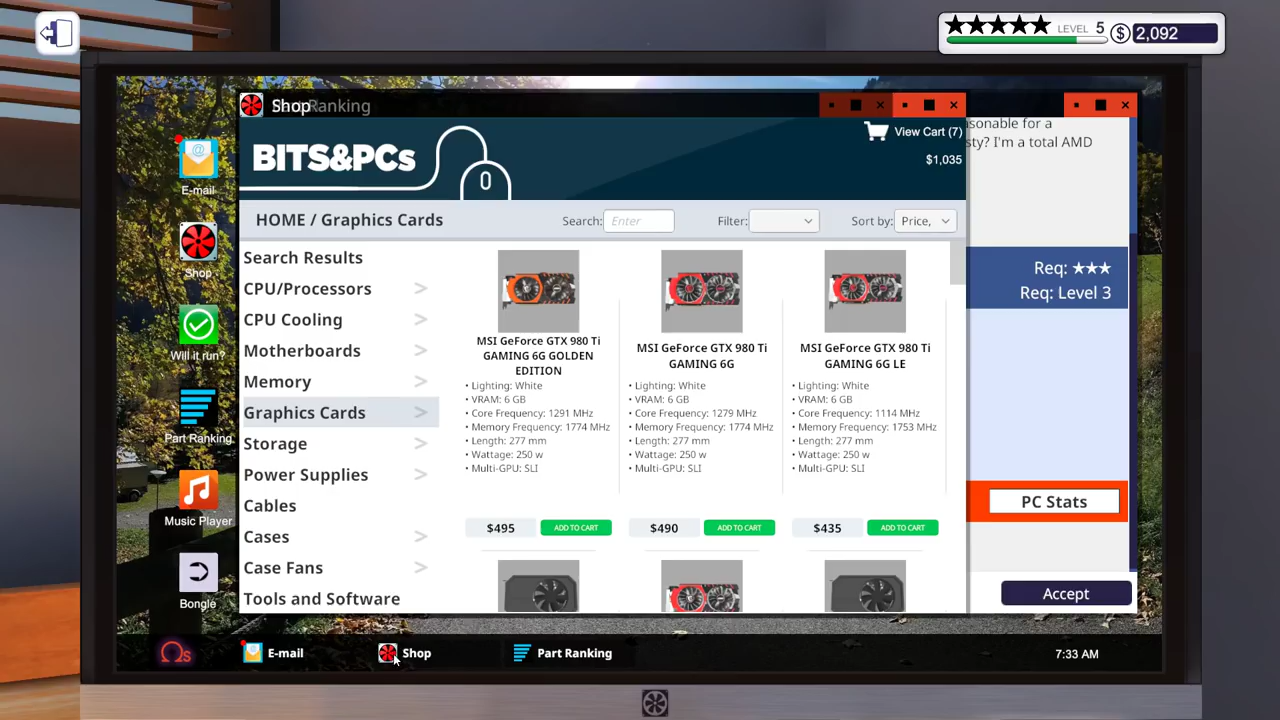 LEVEL 5
$ 2,092
Shop Ranking
BITS&PCs
View Cart (7)
$1,035
HOME / Graphics Cards
Search: Enter
Filter:
Sort by: Price,
Search Results
CPU/Processors >
CPU Cooling >
Motherboards >
Memory >
Graphics Cards >
Storage >
Power Supplies >
Cables
Cases >
Case Fans >
Tools and Software
MSI GeForce GTX 980 Ti
GAMING 6G GOLDEN
EDITION
• Lighting: White
• VRAM: 6 GB
• Core Frequency: 1291 MHz
• Memory Frequency: 1774 MHz
• Length: 277 mm
• Wattage: 250 w
• Multi-GPU: SLI
$495
ADD TO CART
MSI GeForce GTX 980 Ti
GAMING 6G
• Lighting: White
• VRAM: 6 GB
• Core Frequency: 1279 MHz
• Memory Frequency: 1774 MHz
• Length: 277 mm
• Wattage: 250 w
• Multi-GPU: SLI
$490
ADD TO CART
MSI GeForce GTX 980 Ti
GAMING 6G LE
• Lighting: White
• VRAM: 6 GB
• Core Frequency: 1114 MHz
• Memory Frequency: 1753 MHz
• Length: 277 mm
• Wattage: 250 w
• Multi-GPU: SLI
$435
ADD TO CART
asonable for a
sty? I'm a total AMD
Req: ★★★
Req: Level 3
PC Stats
Accept
E-mail
Shop
Will it run?
Part Ranking
Music Player
Bongle
Ωs
E-mail
Shop
Part Ranking
7:33 AM